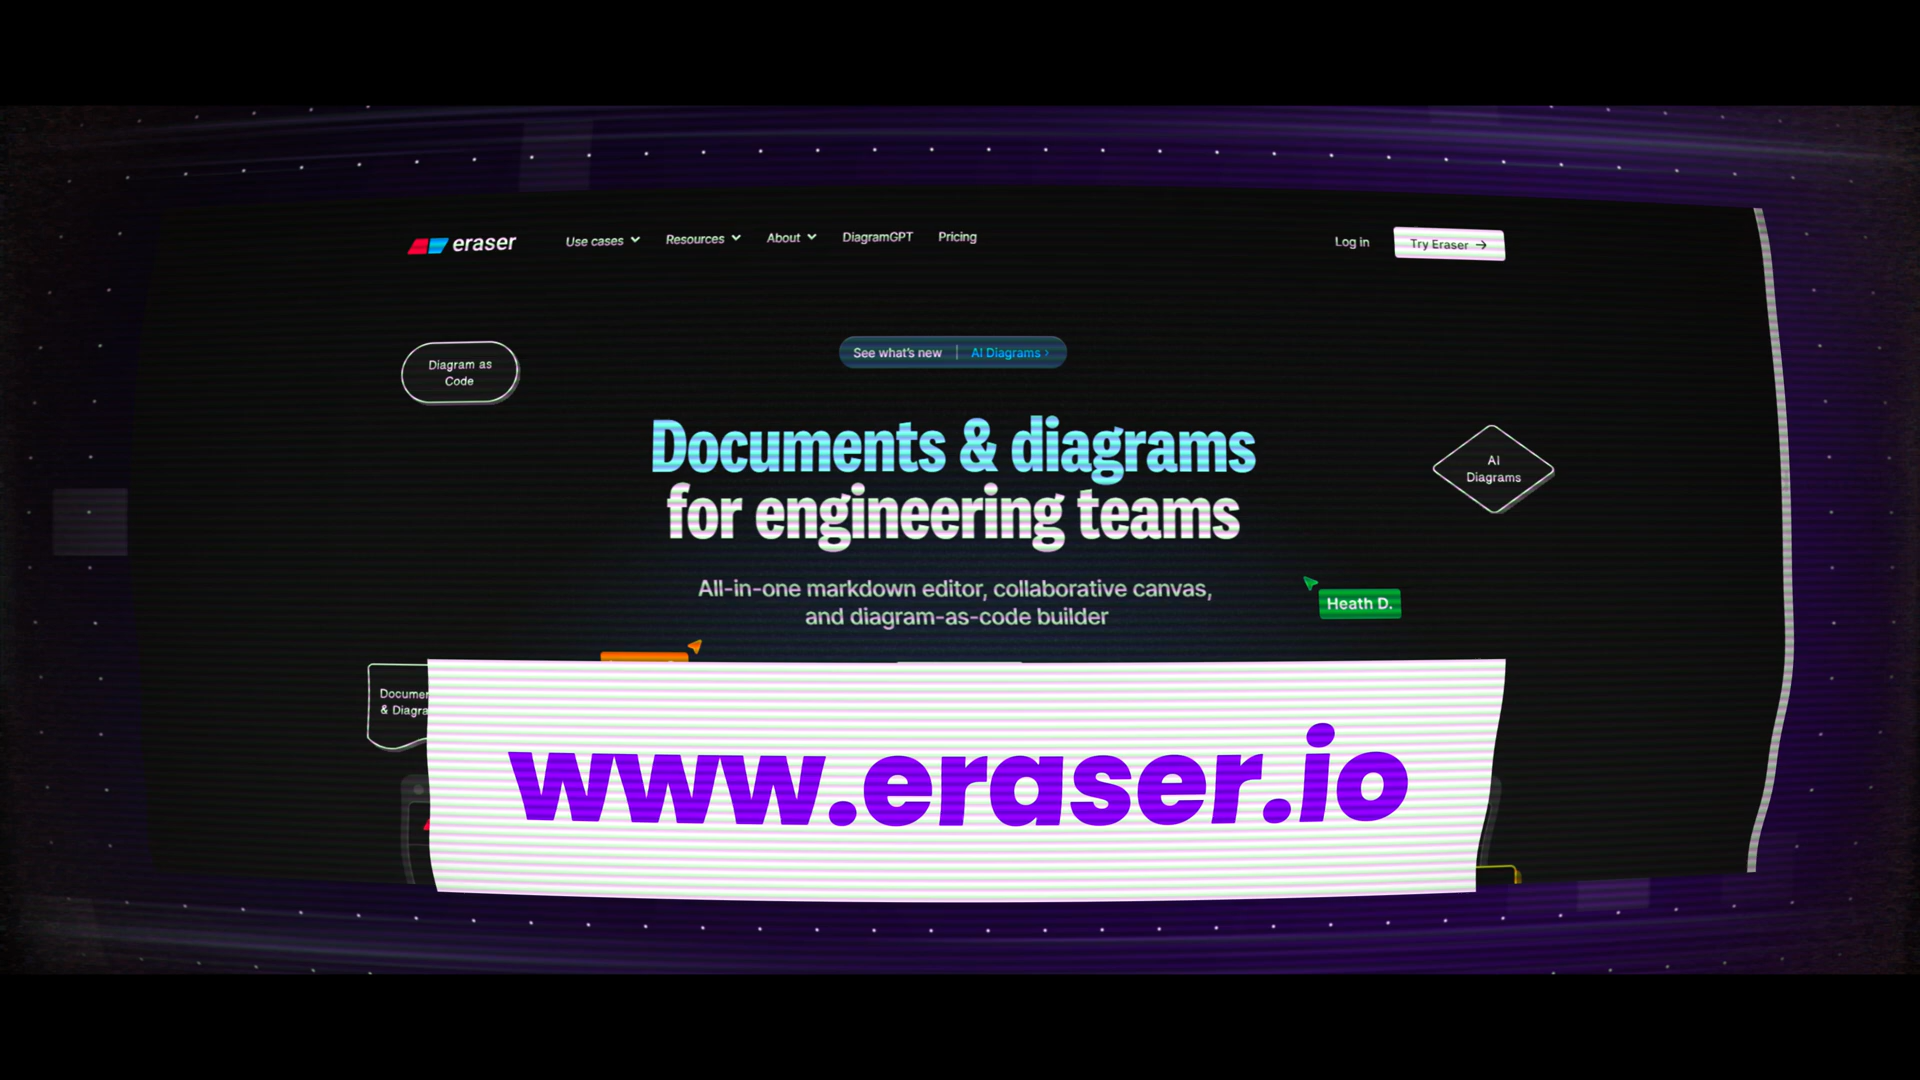 eraser
Use cases
Resources
About
DiagramGPT
Pricing
Log in
Try Eraser →
Diagram as
Code
See what's new | AI Diagrams ›
Documents & diagrams
for engineering teams
AI
Diagrams
All-in-one markdown editor, collaborative canvas,
and diagram-as-code builder
Heath D.
Documen
& Diagra
www.eraser.io